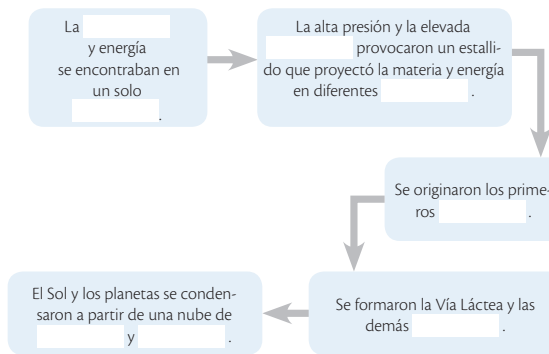 La
y energía
se encontraban en
un solo
.
La alta presión y la elevada
provocaron un estalli-
do que proyectó la materia y energía
en diferentes .
Se originaron los prime-
ros .
Se formaron la Vía Láctea y las
demás .
El Sol y los planetas se conden-
saron a partir de una nube de
y .